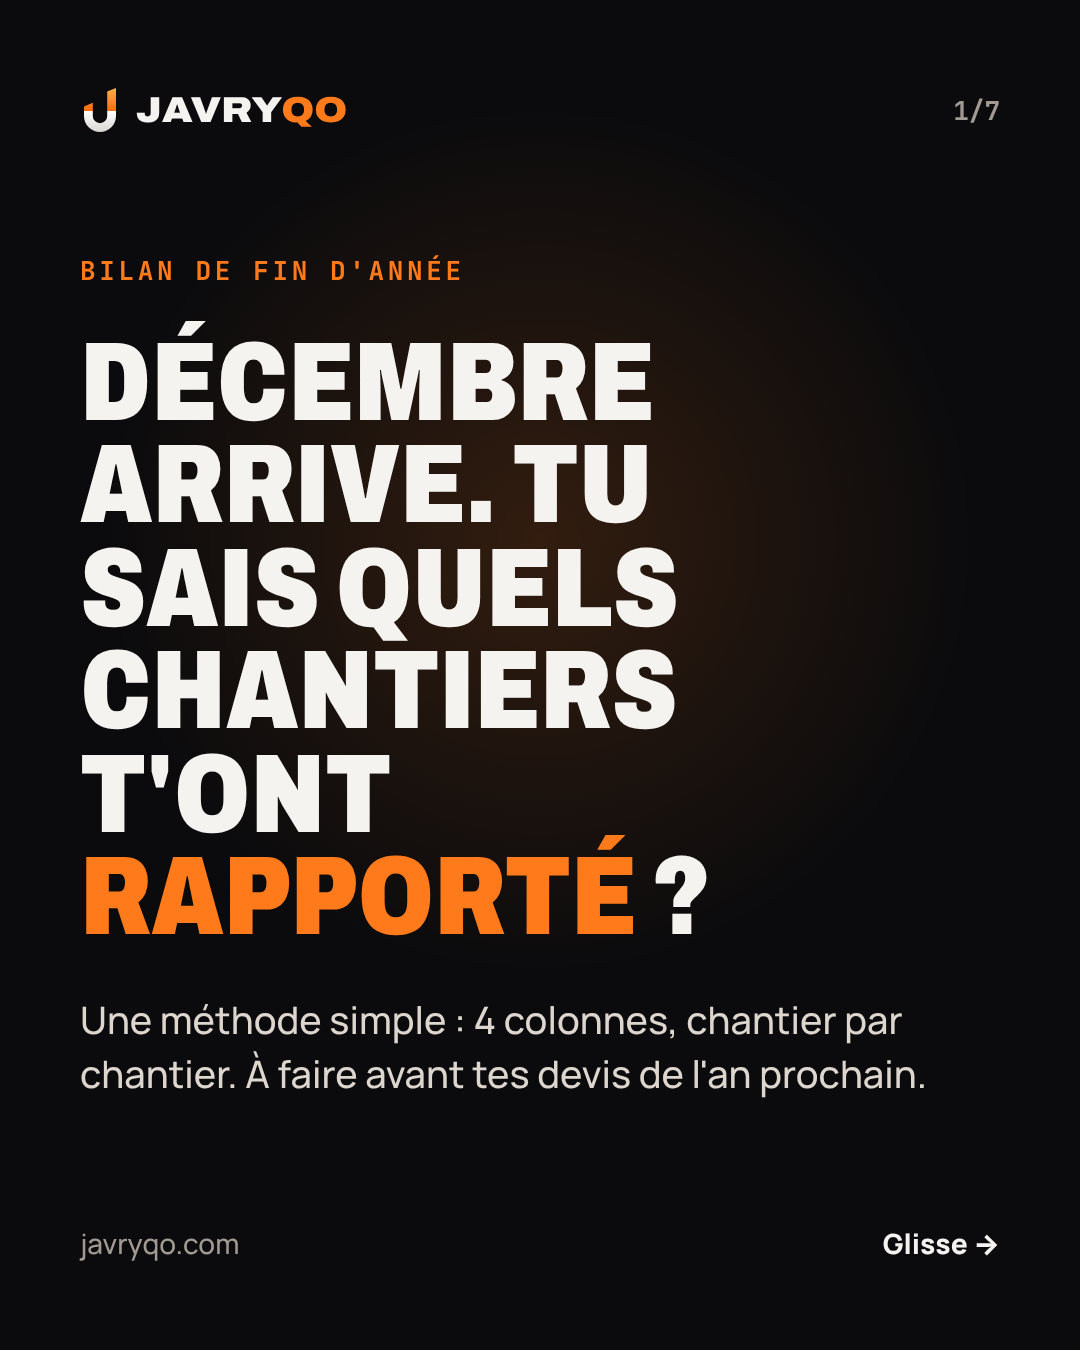 JAVRYQO
1/7
BILAN DE FIN D'ANNÉE
DÉCEMBRE
ARRIVE. TU
SAIS QUELS
CHANTIERS
T'ONT
RAPPORTÉ ?
Une méthode simple : 4 colonnes, chantier par
chantier. À faire avant tes devis de l'an prochain.
javryqo.com
Glisse →